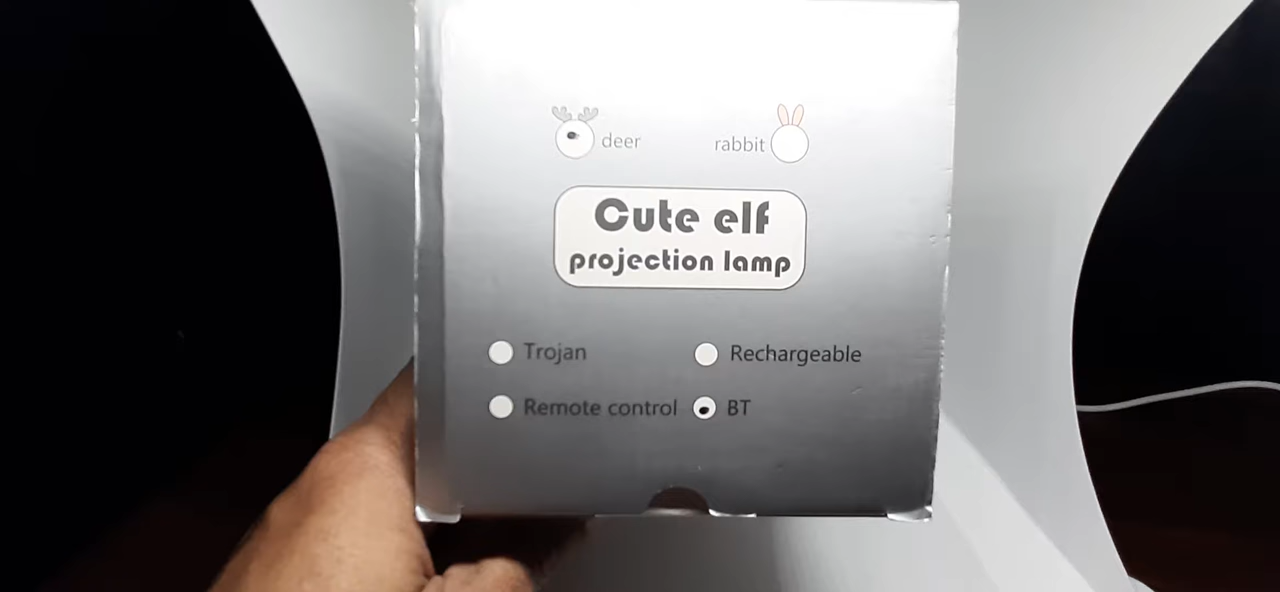 deer
rabbit
Cute elf
projection lamp
Trojan
Rechargeable
Remote control
BT